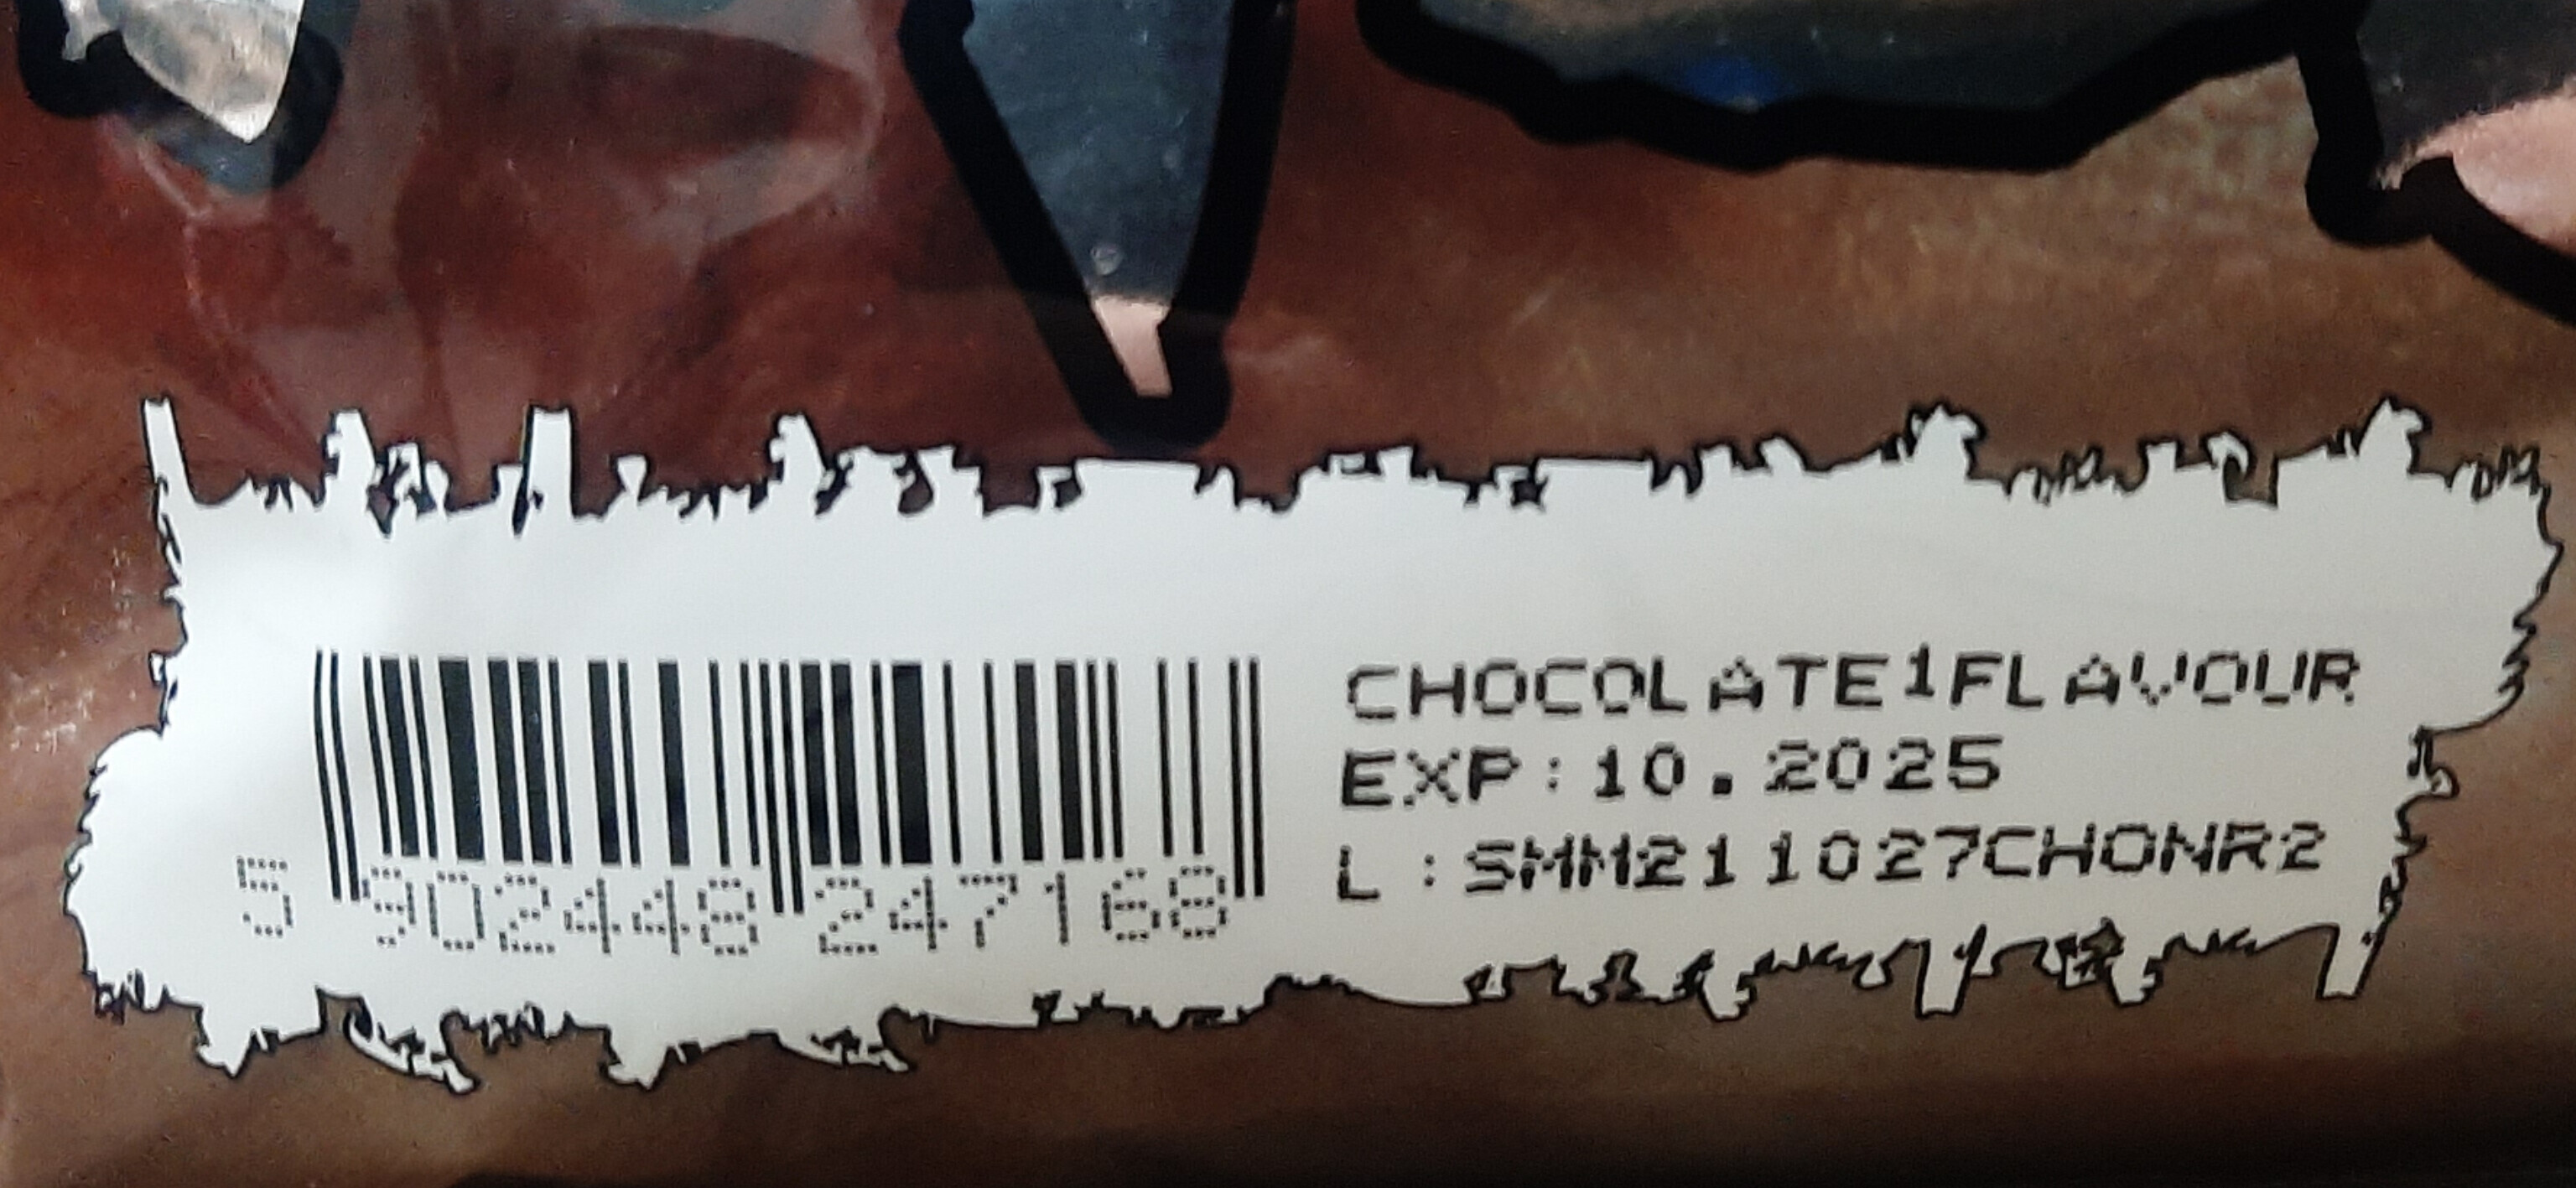 CHOCOLATE1FLAVOUR
EXP:10.2025
L:SMM211027CHONR2
5 902448 247168